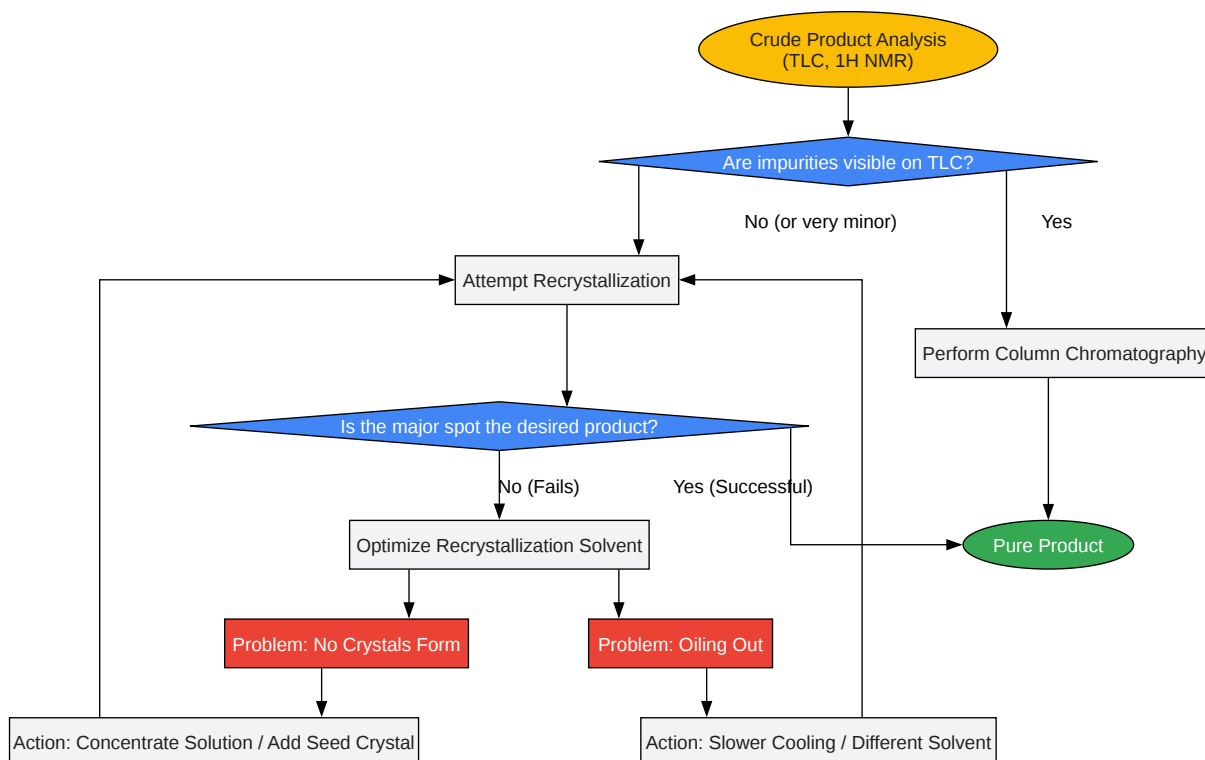 Crude Product Analysis
(TLC, 1H NMR)
Are impurities visible on TLC?
No (or very minor)
Yes
Attempt Recrystallization
Perform Column Chromatography
Is the major spot the desired product?
No (Fails)
Yes (Successful)
Optimize Recrystallization Solvent
Pure Product
Problem: No Crystals Form
Problem: Oiling Out
Action: Concentrate Solution / Add Seed Crystal
Action: Slower Cooling / Different Solvent